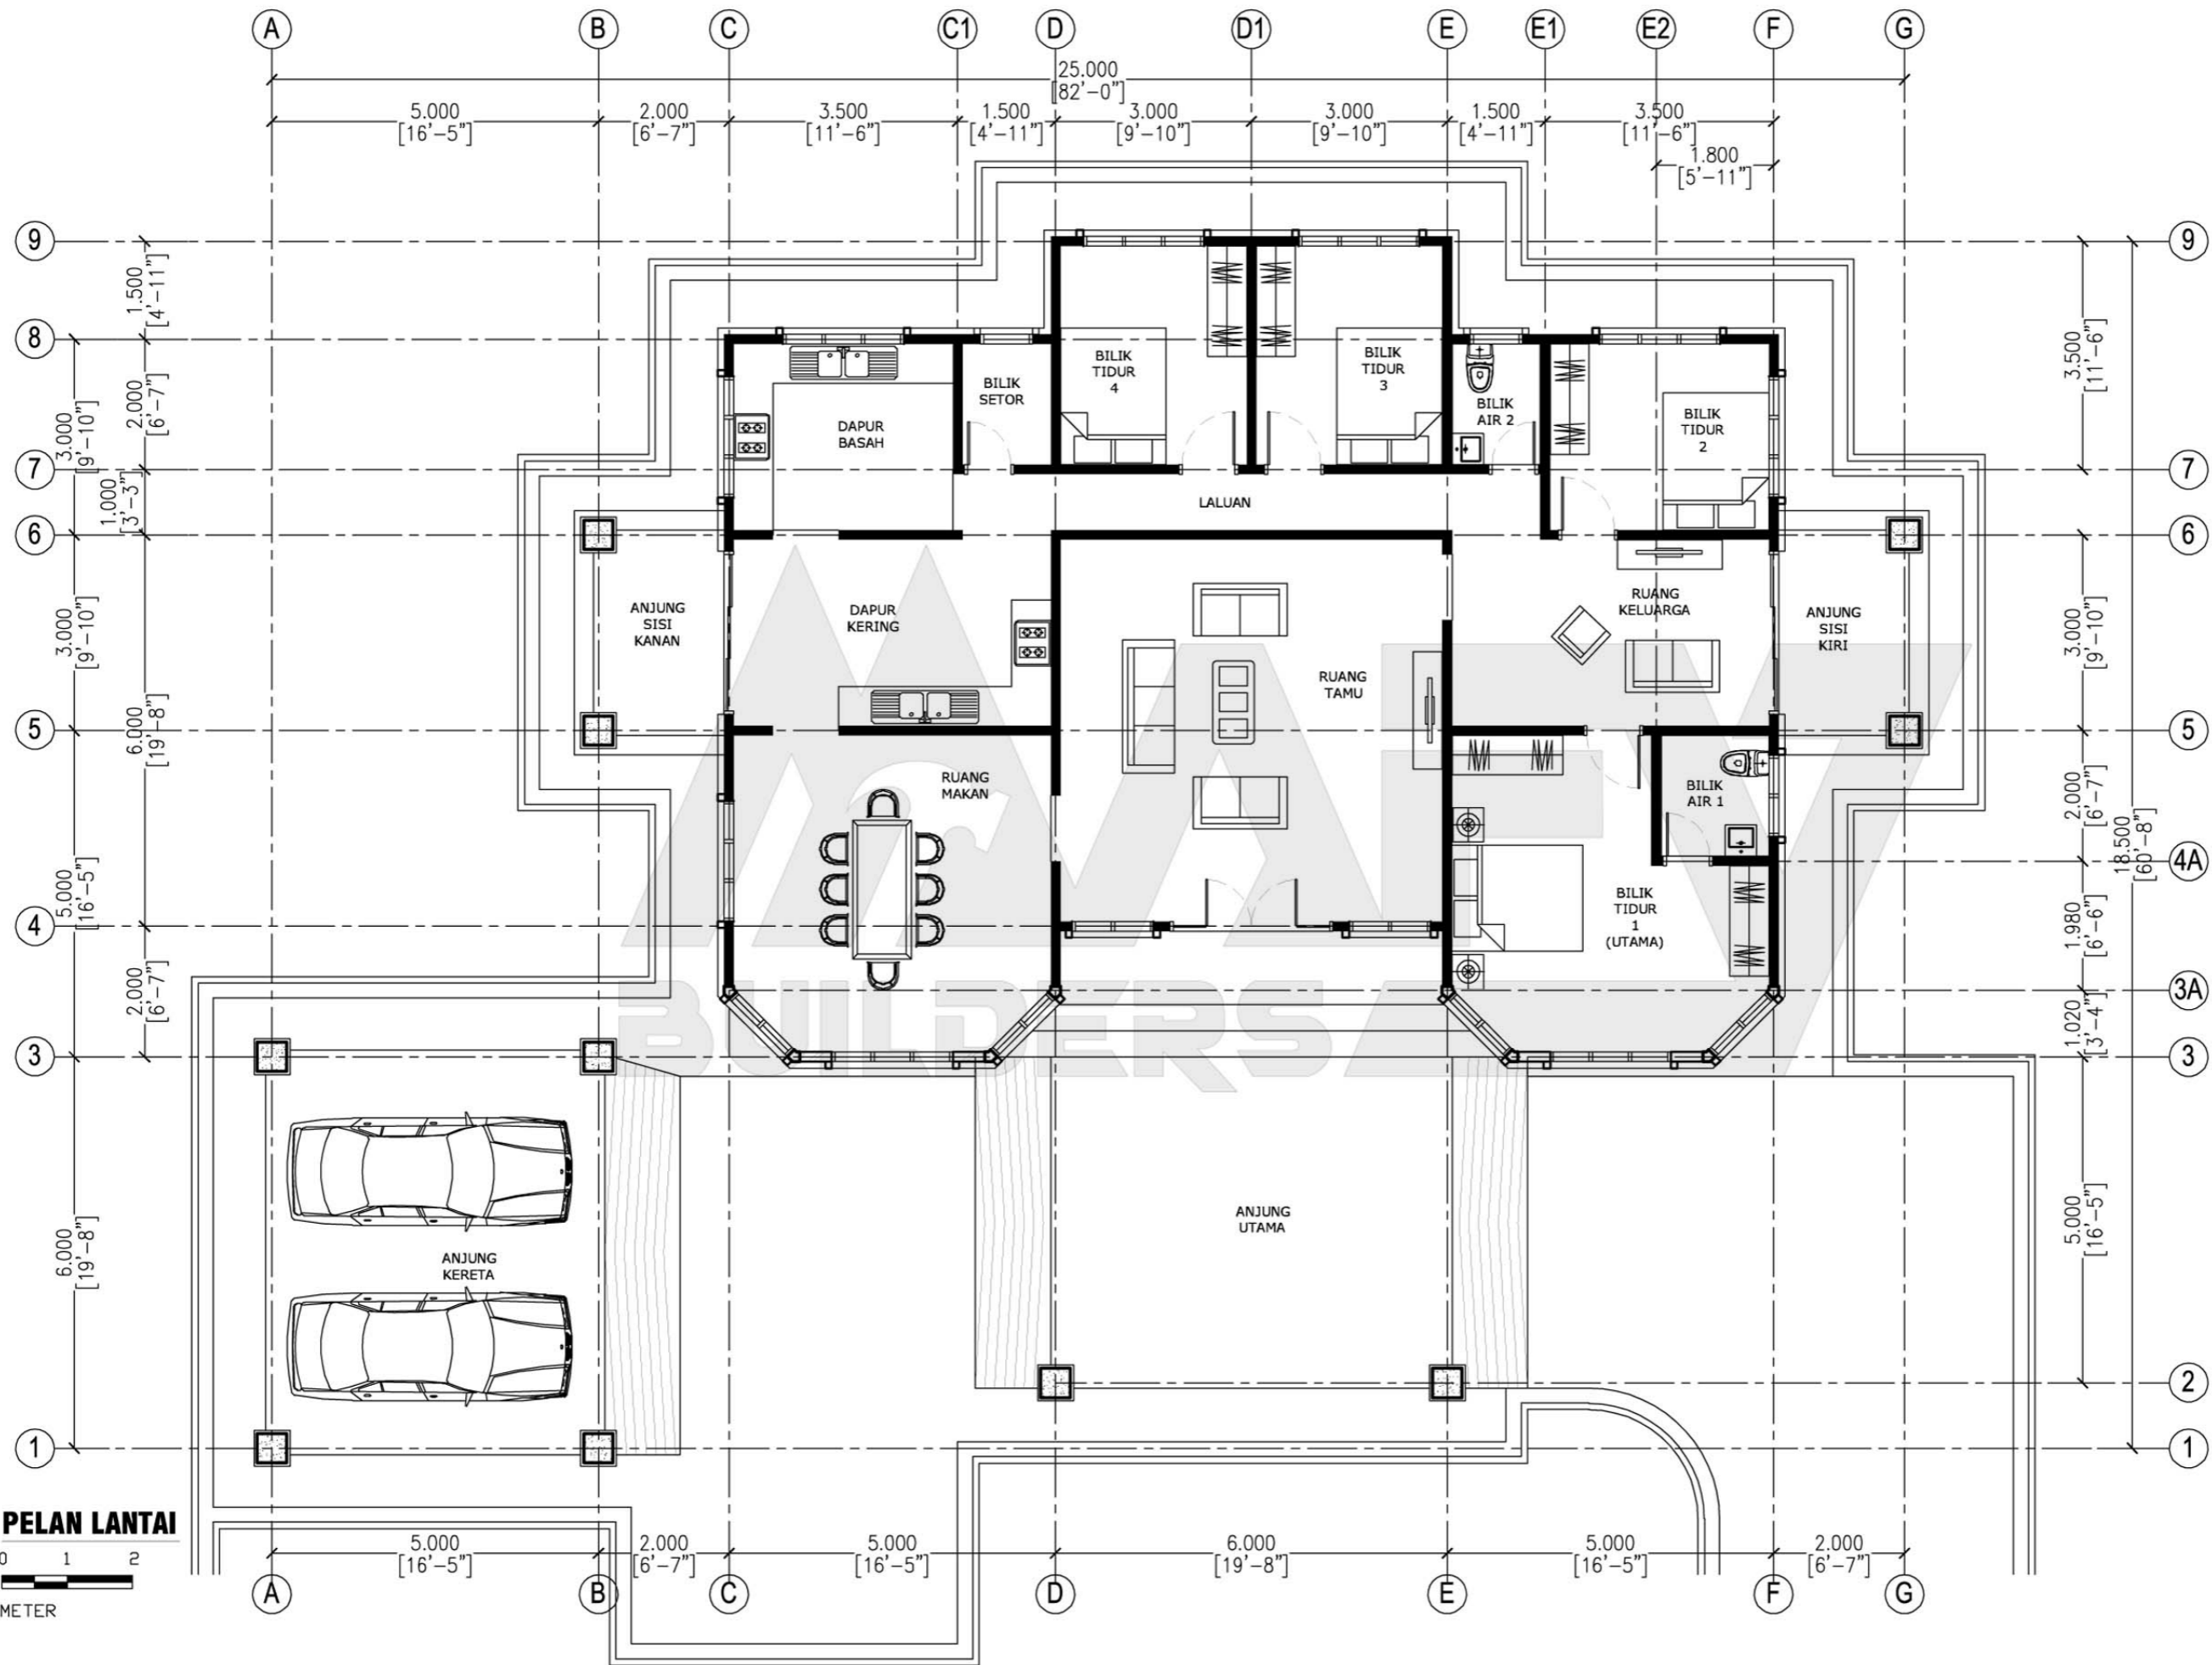 A
B
C
C1
D
D1
E
E1
E2
F
G
25.000
[82'-0"]
5.000
[16'-5"]
2.000
[6'-7"]
3.500
[11'-6"]
1.500
[4'-11"]
3.000
[9'-10"]
3.000
[9'-10"]
1.500
[4'-11"]
3.500
[11'-6"]
1.800
[5'-11"]
9
8
7
6
5
4
3
1
1.500
[4'-11"]
2.000
[6'-7"]
3.000
[9'-10"]
1.000
[3'-3"]
3.000
[9'-10"]
6.000
[19'-8"]
5.000
[16'-5"]
2.000
[6'-7"]
6.000
[19'-8"]
BILIK
TIDUR
4
BILIK
TIDUR
3
BILIK
SETOR
DAPUR
BASAH
BILIK
AIR 2
BILIK
TIDUR
2
LALUAN
ANJUNG
SISI
KANAN
DAPUR
KERING
RUANG
KELUARGA
ANJUNG
SISI
KIRI
RUANG
TAMU
RUANG
MAKAN
BILIK
AIR 1
BILIK
TIDUR
1
(UTAMA)
BUILDERS
ANJUNG
UTAMA
ANJUNG
KERETA
9
7
6
5
4A
3A
3
2
1
3.500
[11'-6"]
3.000
[9'-10"]
2.000
[6'-7"]
18.500
[60'-8"]
1.980
[6'-6"]
1.020
[3'-4"]
5.000
[16'-5"]
PELAN LANTAI
0 1 2
METER
5.000
[16'-5"]
2.000
[6'-7"]
5.000
[16'-5"]
6.000
[19'-8"]
5.000
[16'-5"]
2.000
[6'-7"]
A
B
C
D
E
F
G